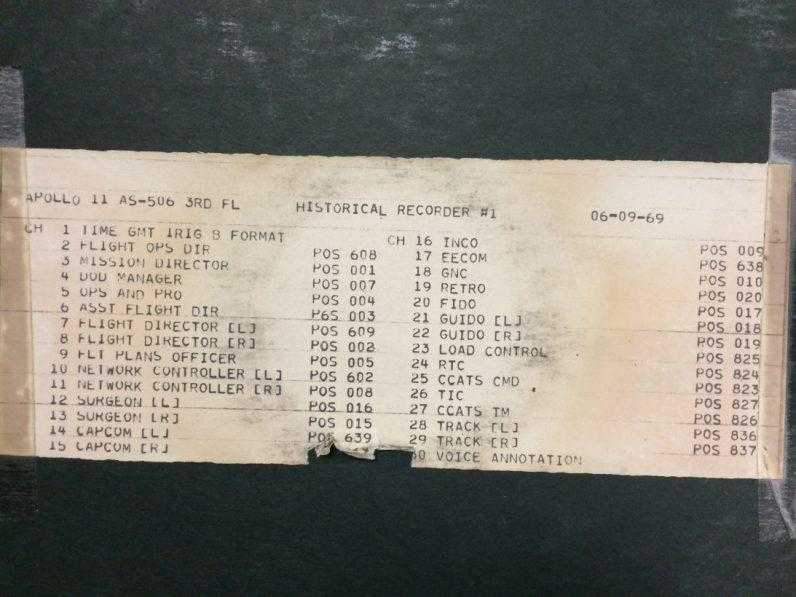 APOLLO 11 AS-506 3RD FL HISTORICAL RECORDER #1 06-09-69
CH 1 TIME GMT IRIG B FORMAT CH 16 INCO POS 009
2 FLIGHT OPS DIR POS 608 17 EECOM POS 638
3 MISSION DIRECTOR POS 001 18 GNC POS 010
4 DOD MANAGER POS 007 19 RETRO POS 020
5 OPS AND PRO POS 004 20 FIDO POS 017
6 ASST FLIGHT DIR POS 003 21 GUIDO [L] POS 018
7 FLIGHT DIRECTOR [L] POS 609 22 GUIDO [R] POS 019
8 FLIGHT DIRECTOR [R] POS 002 23 LOAD CONTROL POS 825
9 FLT PLANS OFFICER POS 005 24 RTC POS 824
10 NETWORK CONTROLLER [L] POS 602 25 CCATS CMD POS 823
11 NETWORK CONTROLLER [R] POS 008 26 TIC POS 827
12 SURGEON [L] POS 016 27 CCATS TM POS 826
13 SURGEON [R] POS 015 28 TRACK [L] POS 836
14 CAPCOM [L] POS 639 29 TRACK [R] POS 837
15 CAPCOM [R] 30 VOICE ANNOTATION